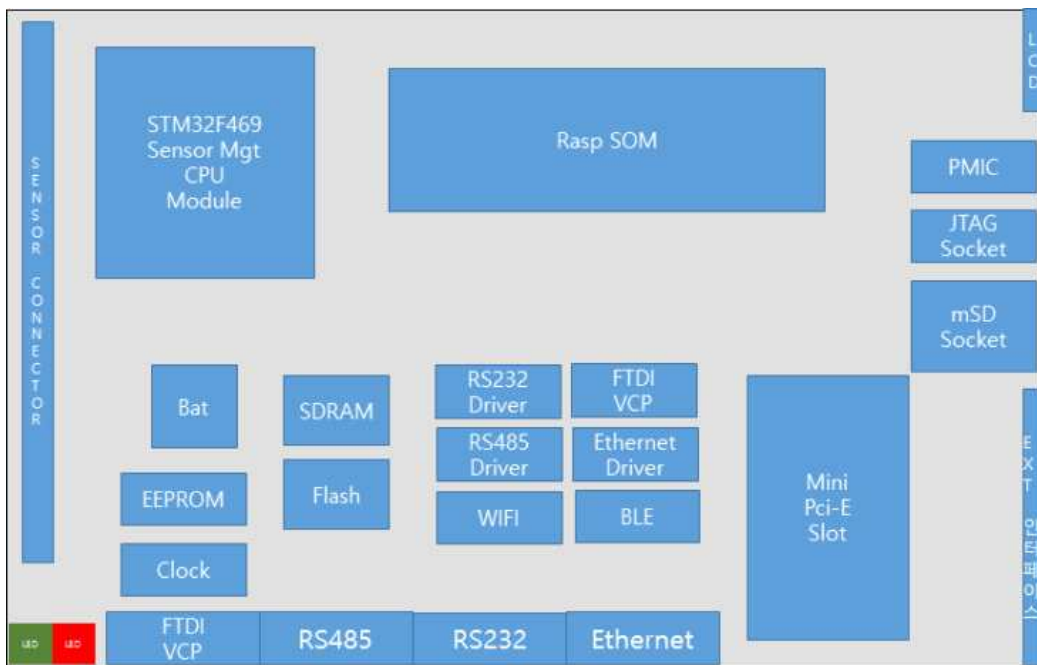 LCD
STM32F469
Sensor Mgt
CPU
Module
Rasp SOM
SENSOR CONNECTOR
PMIC
JTAG
Socket
mSD
Socket
Bat
SDRAM
RS232
Driver
FTDI
VCP
RS485
Driver
Ethernet
Driver
EEPROM
Flash
WIFI
BLE
Mini
Pci-E
Slot
EXT 인터페이스
Clock
LED
LED
FTDI
VCP
RS485
RS232
Ethernet